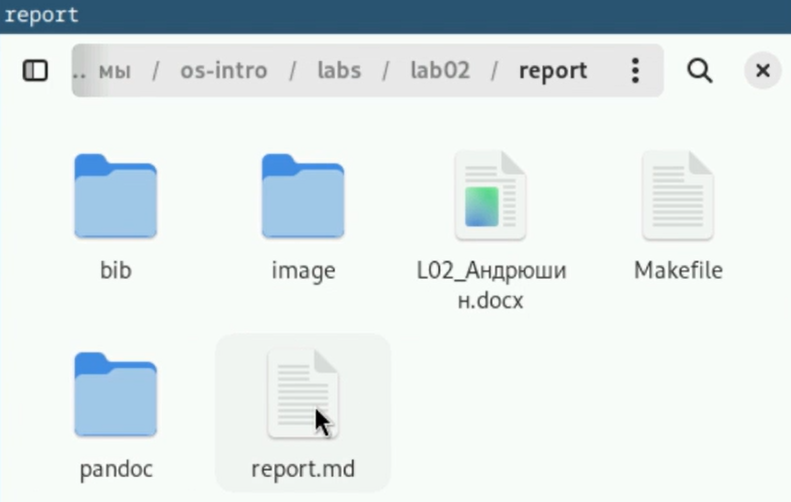 report
.. мы / os-intro / labs / lab02 / report
bib
image
L02_Андрюши
н.docx
Makefile
pandoc
report.md